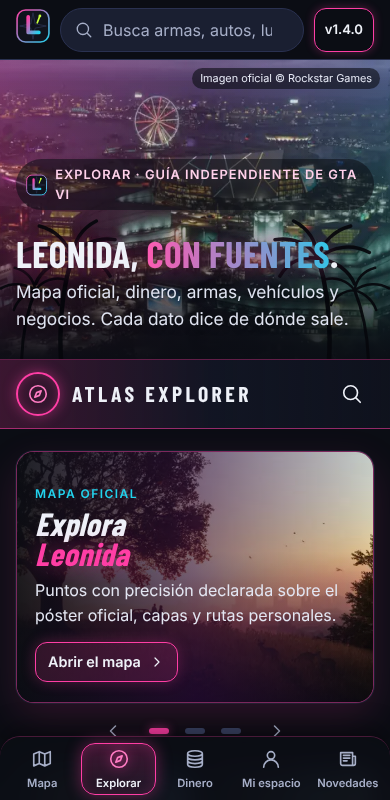 Busca armas, autos, lu
v1.4.0
Imagen oficial © Rockstar Games
EXPLORAR · GUÍA INDEPENDIENTE DE GTA
VI
LEONIDA, CON FUENTES.
Mapa oficial, dinero, armas, vehículos y
negocios. Cada dato dice de dónde sale.
ATLAS EXPLORER
MAPA OFICIAL
Explora
Leonida
Puntos con precisión declarada sobre el
póster oficial, capas y rutas personales.
Abrir el mapa
Mapa
Explorar
Dinero
Mi espacio
Novedades